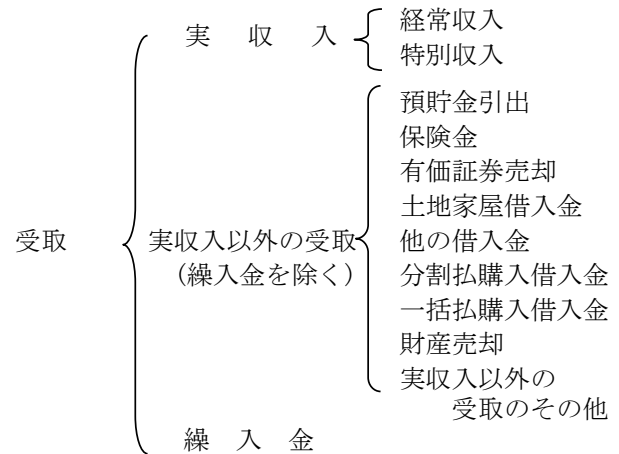 受取
実収入
経常収入
特別収入
実収入以外の受取
(繰入金を除く)
預貯金引出
保険金
有価証券売却
土地家屋借入金
他の借入金
分割払購入借入金
一括払購入借入金
財産売却
実収入以外の
受取のその他
繰入金